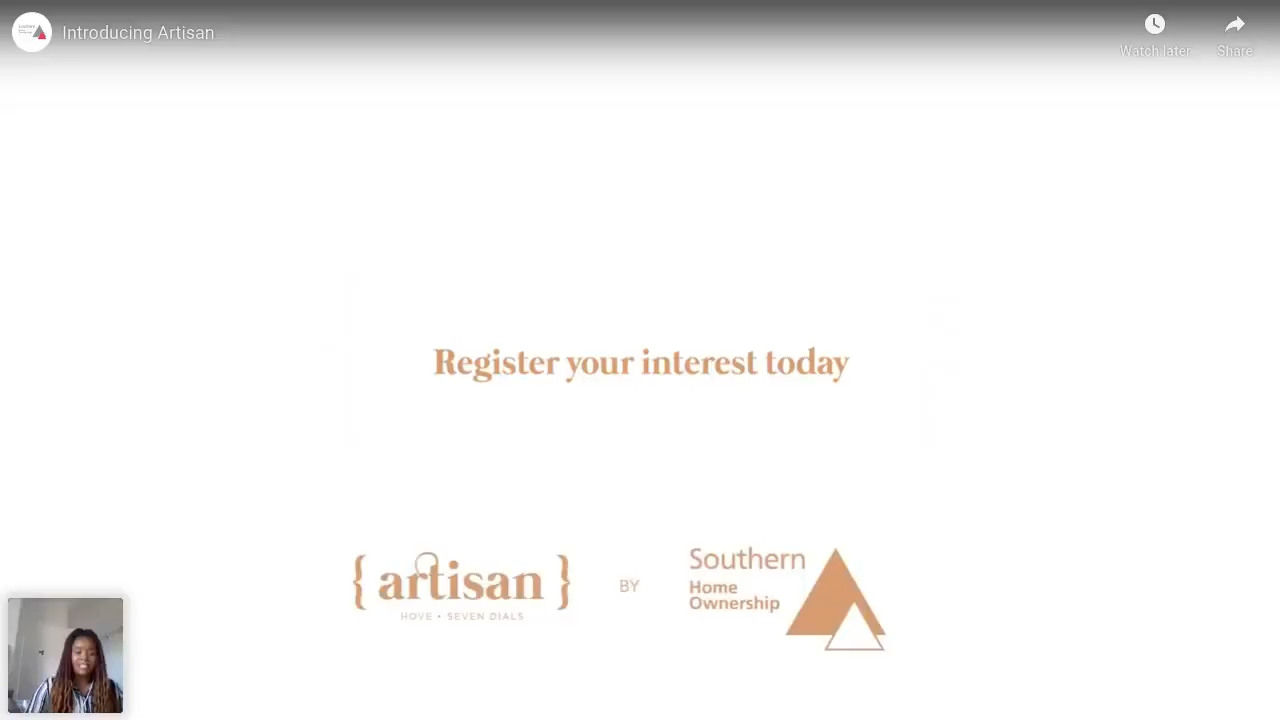 Introducing Artisan
Watch later
Share
Register your interest today
{ artisan }
HOVE • SEVEN DIALS
BY
Southern
Home
Ownership